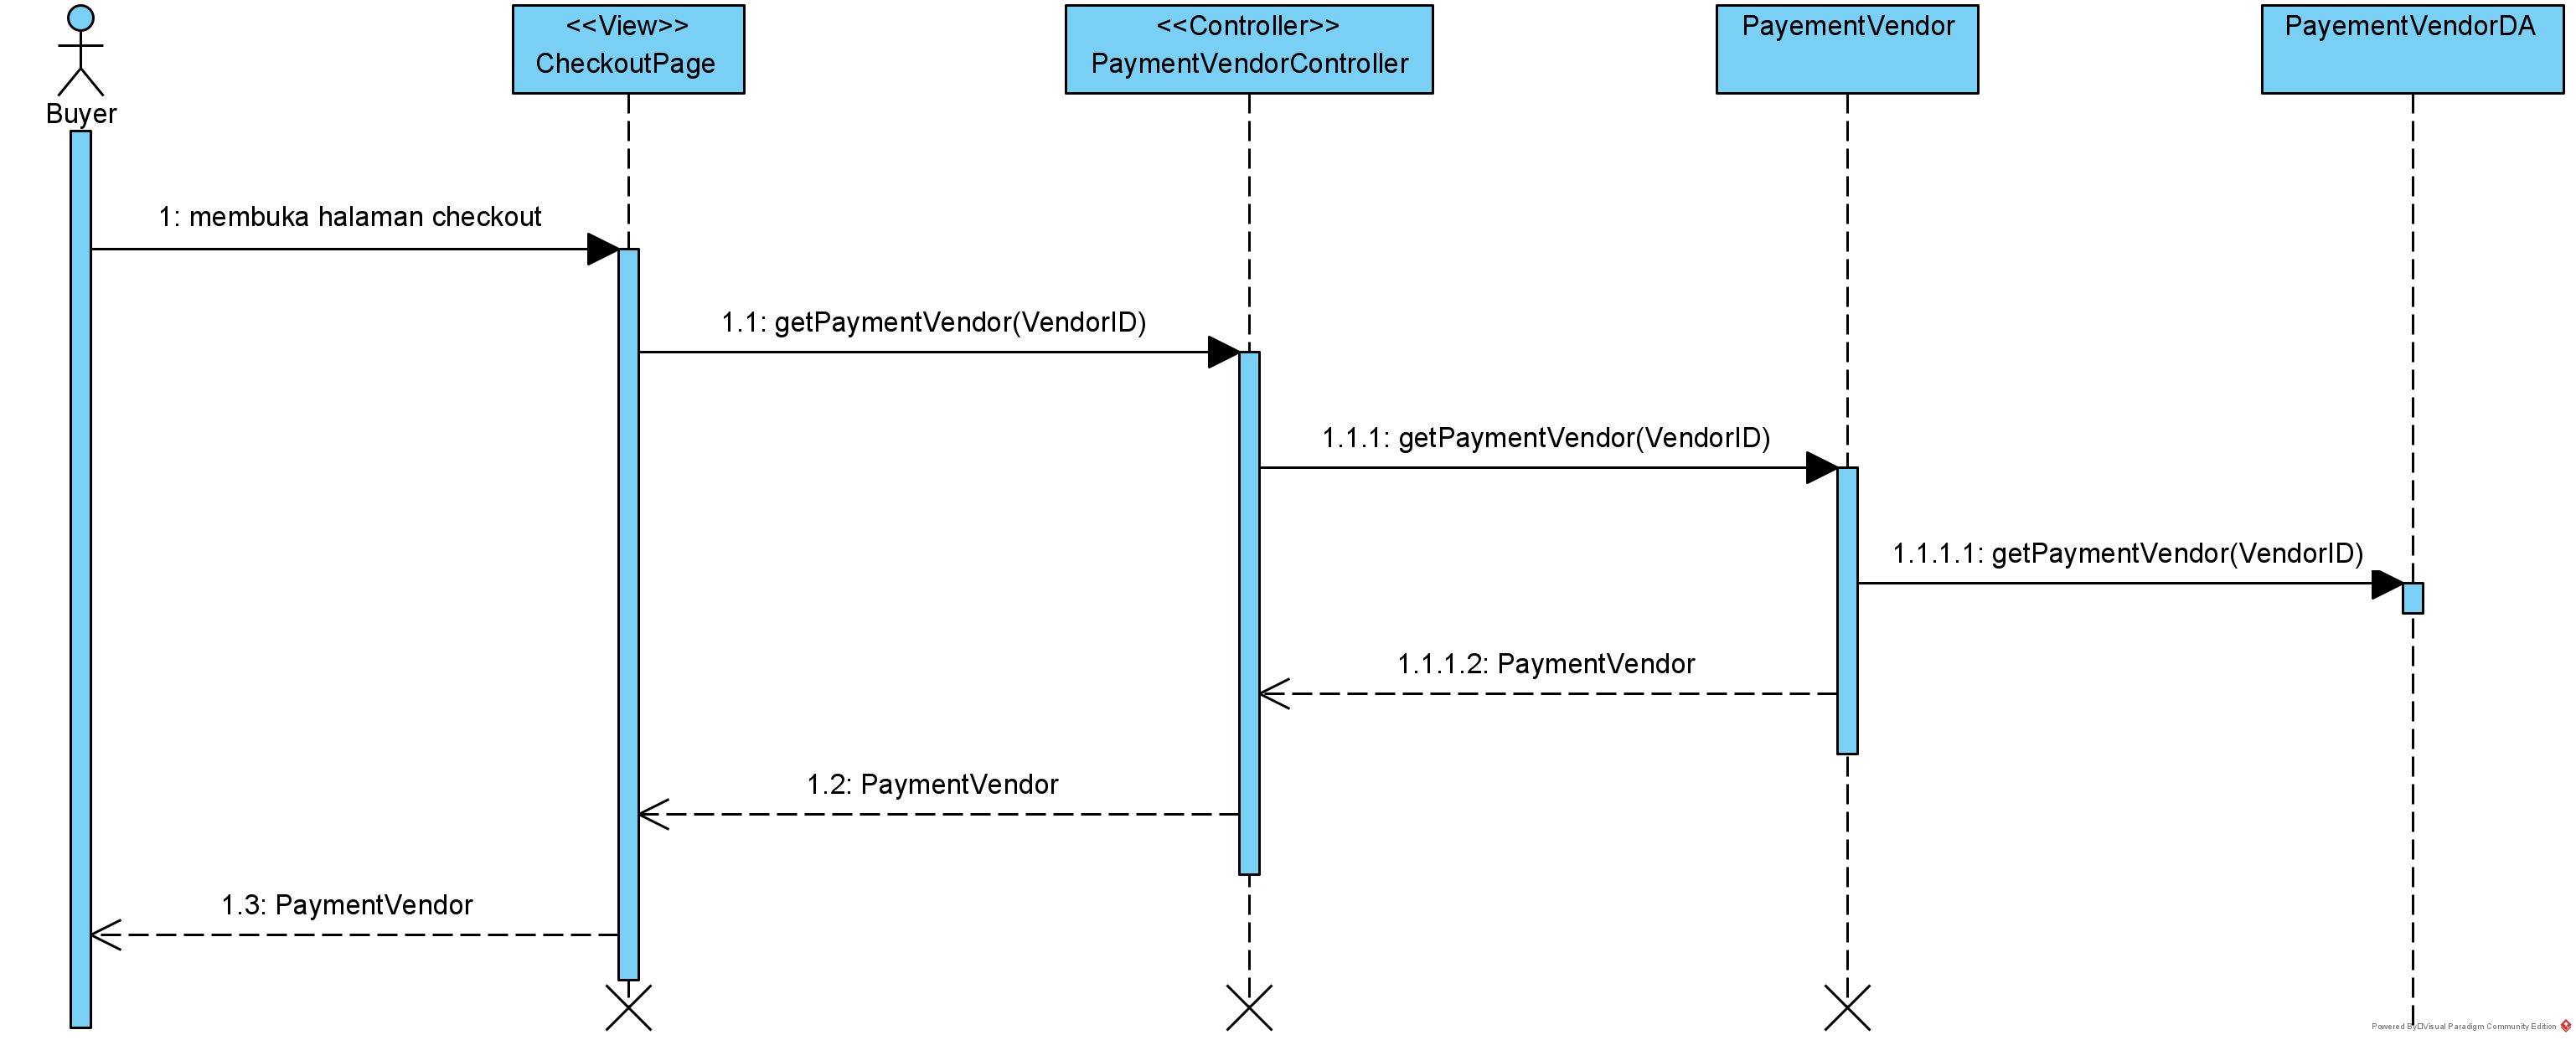 <<View>>
CheckoutPage
<<Controller>>
PaymentVendorController
PayementVendor
PayementVendorDA
Buyer
1: membuka halaman checkout
1.1: getPaymentVendor(VendorID)
1.1.1: getPaymentVendor(VendorID)
1.1.1.1: getPaymentVendor(VendorID)
1.1.1.2: PaymentVendor
1.2: PaymentVendor
1.3: PaymentVendor
Powered By□Visual Paradigm Community Edition